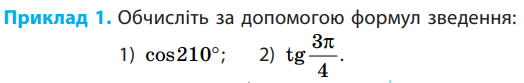 Приклад 1. Обчисліть за допомогою формул зведення:
1) cos210°; 2) tg 3π/4.